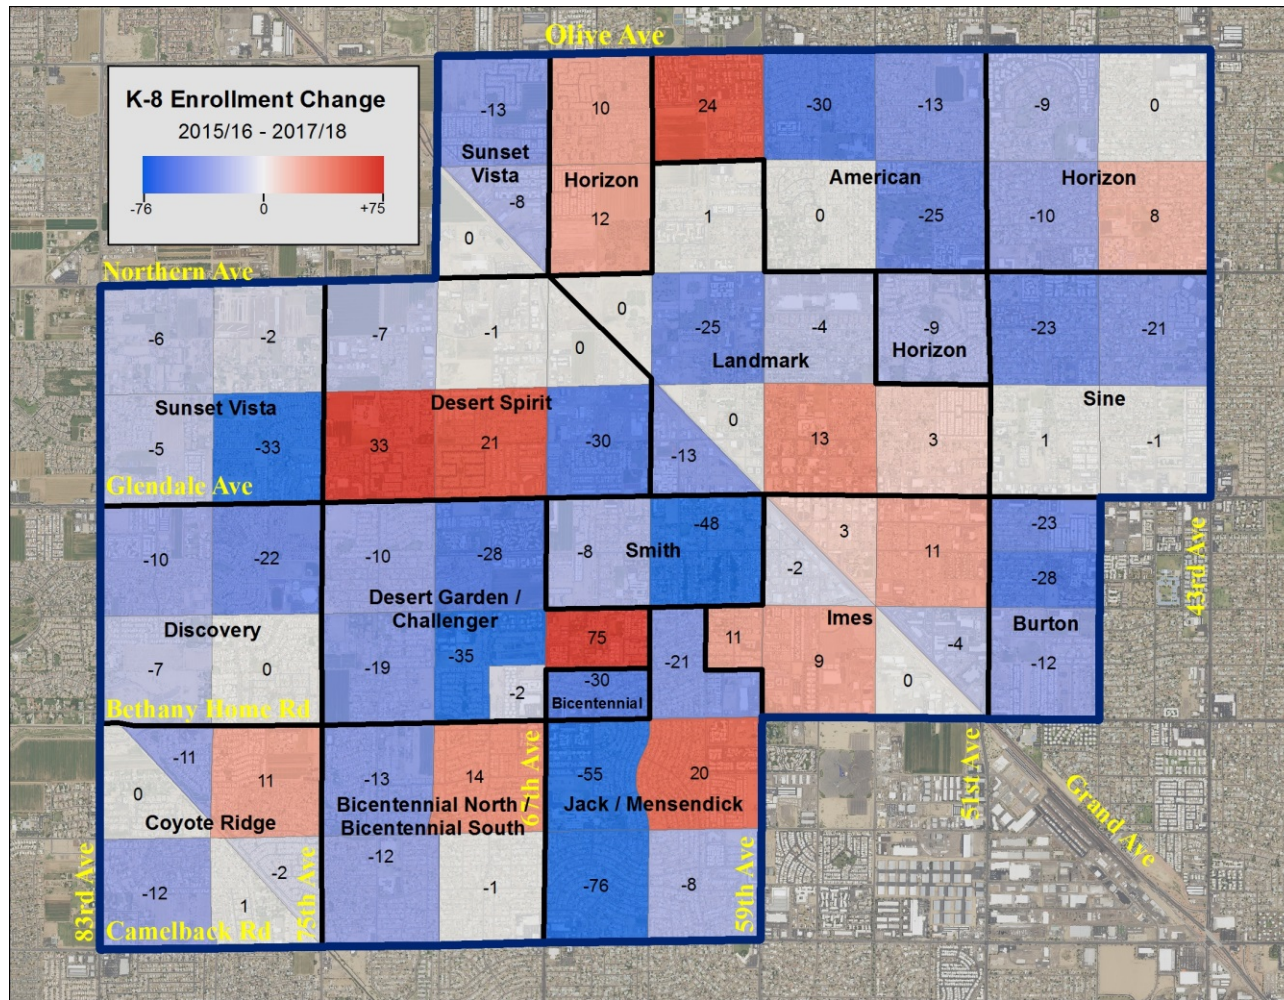 Olive Ave
K-8 Enrollment Change
2015/16 - 2017/18
-76 0 +75
-13 10 24 -30 -13 -9 0
Sunset
Vista
Horizon American Horizon
-8 0 12 1 0 -25 -10 8
Northern Ave
-6 -2 -7 -1 0 0 -25 -4 -9 -23 -21
Landmark Horizon
Sunset Vista Desert Spirit Sine
-5 -33 33 21 -30 -13 0 13 3 1 -1
Glendale Ave
-10 -22 -10 -28 -8 -48 -2 3 11 -23
Smith
-28
43rd Ave
Discovery
Desert Garden /
Challenger
Imes Burton
-7 0 -19 -35 -2 75 -21 11 9 0 -4 -12
-30
Bicentennial
Bethany Home Rd
0 -11 11 -13 14 -55 20
67th Ave
51st Ave
Grand Ave
Coyote Ridge
Bicentennial North /
Bicentennial South
Jack / Mensendick
-12 1 -2 -12 -1 -76 -8
83rd Ave
75th Ave
59th Ave
Camelback Rd